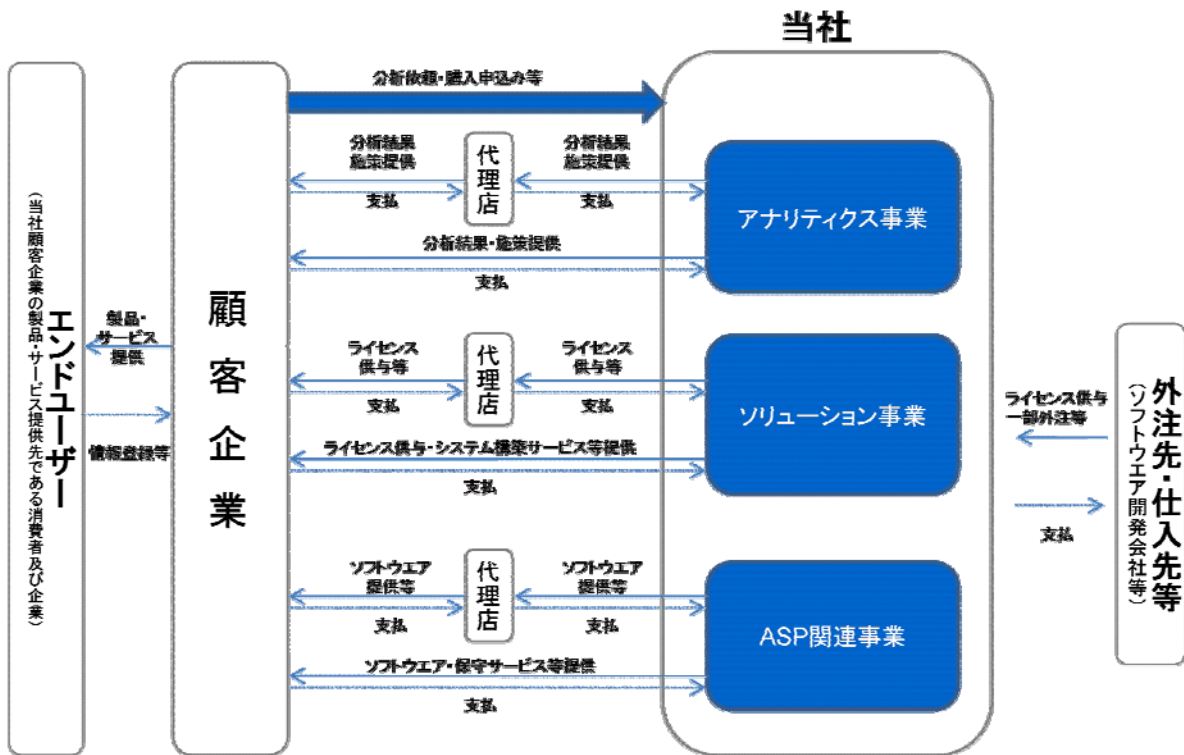 当社
分析依頼・購入申込み等
分析結果
施策提供
代理店
分析結果
施策提供
支払
支払
アナリティクス事業
分析結果・施策提供
支払
エンドユーザー
(当社顧客企業の製品・サービス提供先である消費者及び企業)
製品・
サービス
提供
情報登録等
顧客企業
ライセンス
供与等
代理店
ライセンス
供与等
支払
支払
ソリューション事業
ライセンス供与・システム構築サービス等提供
支払
ライセンス供与
一部外注等
支払
外注先・仕入先等
(ソフトウエア開発会社等)
ソフトウエア
提供等
代理店
ソフトウエア
提供等
支払
支払
ASP関連事業
ソフトウエア・保守サービス等提供
支払